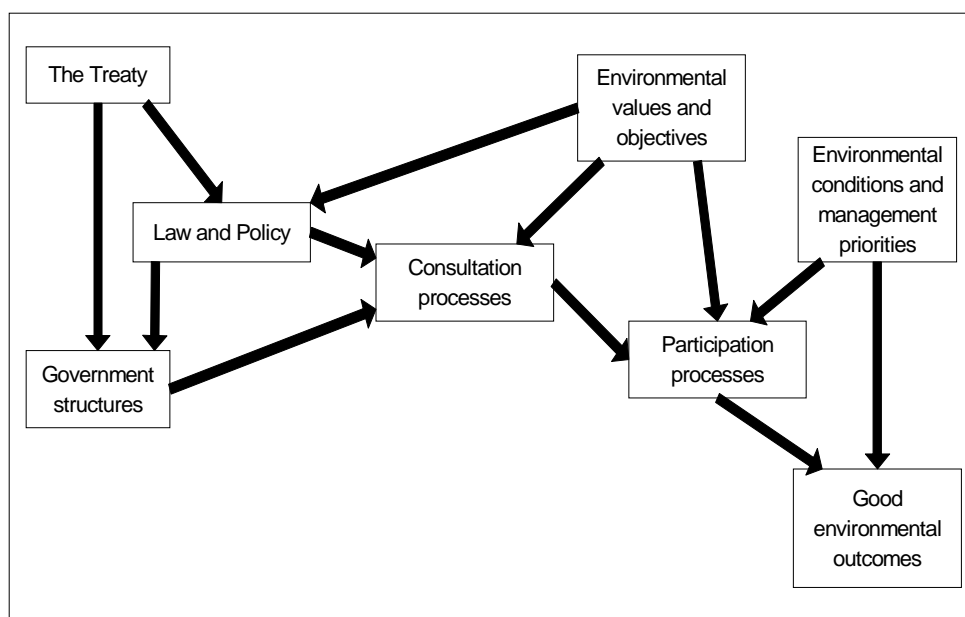 The Treaty
Environmental
values and
objectives
Environmental
conditions and
management
priorities
Law and Policy
Consultation
processes
Government
structures
Participation
processes
Good
environmental
outcomes